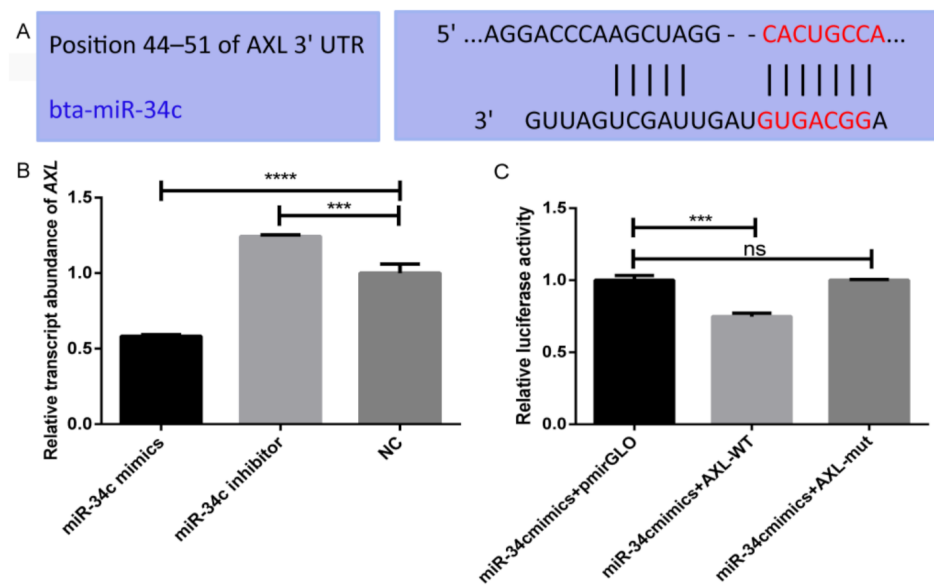 A
Position 44–51 of AXL 3' UTR
bta-miR-34c
5' ...AGGACCCAAGCUAGG - - CACUGCCA...
3' GUUAGUCGAUUGAUGUGACGGA
B
Relative transcript abundance of AXL
1.5
1.0
0.5
0.0
****
***
miR-34c mimics
miR-34c inhibitor
NC
C
Relative luciferase activity
1.5
1.0
0.5
0.0
***
ns
miR-34cmimics+pmirGLO
miR-34cmimics+AXL-WT
miR-34cmimics+AXL-mut